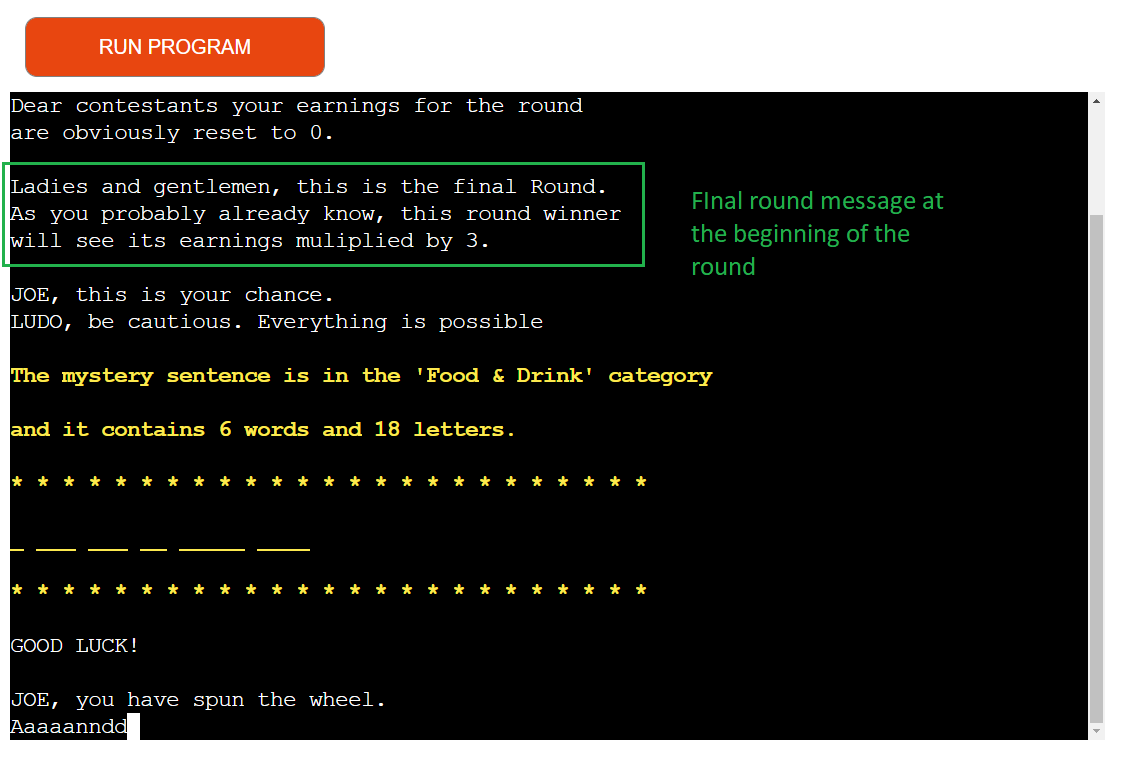 RUN PROGRAM
Dear contestants your earnings for the round
are obviously reset to 0.
Ladies and gentlemen, this is the final Round.
As you probably already know, this round winner
will see its earnings muliplied by 3.
FInal round message at
the beginning of the
round
JOE, this is your chance.
LUDO, be cautious. Everything is possible
The mystery sentence is in the 'Food & Drink' category
and it contains 6 words and 18 letters.
* * * * * * * * * * * * * * * * * * * * * * * * *
_ ___ ___ __ _____ ____
* * * * * * * * * * * * * * * * * * * * * * * * *
GOOD LUCK!
JOE, you have spun the wheel.
Aaaaanndd